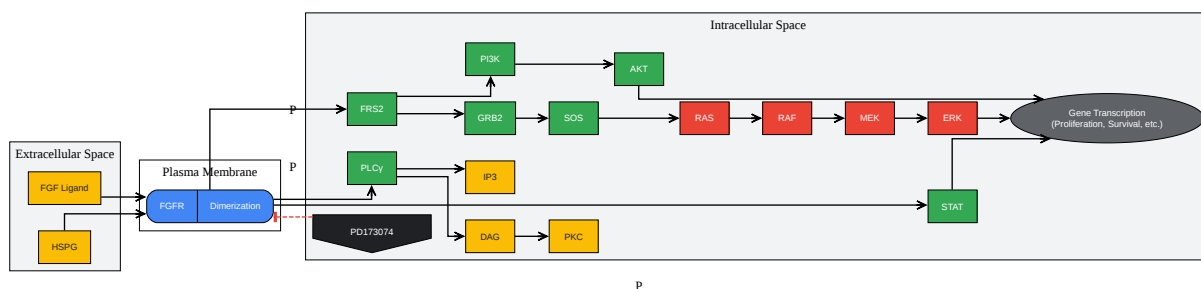 Intracellular Space
PI3K
AKT
FRS2
P
GRB2
SOS
RAS
RAF
MEK
ERK
Gene Transcription
(Proliferation, Survival, etc.)
Extracellular Space
Plasma Membrane
P
PLCγ
IP3
FGF Ligand
FGFR
Dimerization
STAT
PD173074
HSPG
DAG
PKC
P